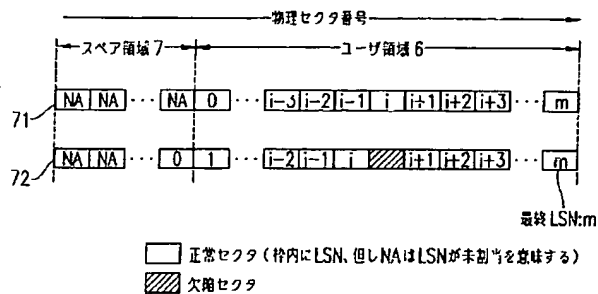 物理セクタ番号
スペア領域7 ユーザ領域6
71 NA NA ··· NA 0 ··· i-3 i-2 i-1 i i+1 i+2 i+3 ··· m
72 NA NA ··· 0 1 ··· i-2 i-1 i i+1 i+2 i+3 ··· m
最終LSN:m
正常セクタ(枠内にLSN、但しNAはLSNが未割当を意味する)
欠陥セクタ